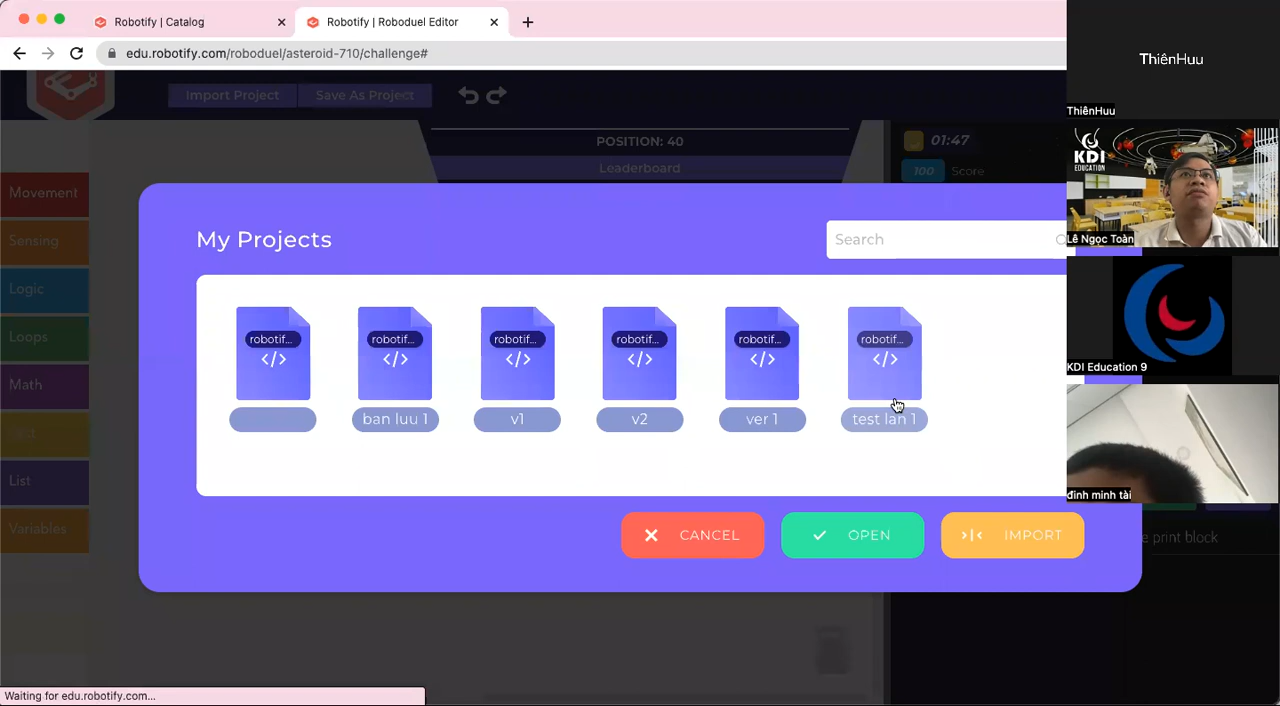 Robotify | Catalog
Robotify | Roboduel Editor
edu.robotify.com/roboduel/asteroid-710/challenge#
Import Project
Save As Project
POSITION: 40
Leaderboard
01:47
100 Score
Movement
Sensing
Logic
Loops
Math
List
Variables
My Projects
Search
robotif...
robotif...
robotif...
robotif...
robotif...
robotif...
ban luu 1
v1
v2
ver 1
test lan 1
CANCEL
OPEN
IMPORT
e print block
Waiting for edu.robotify.com...
ThiênHuu
ThiênHuu
KDI
EDUCATION
Lê Ngọc Toàn
KDI Education 9
đinh minh tài